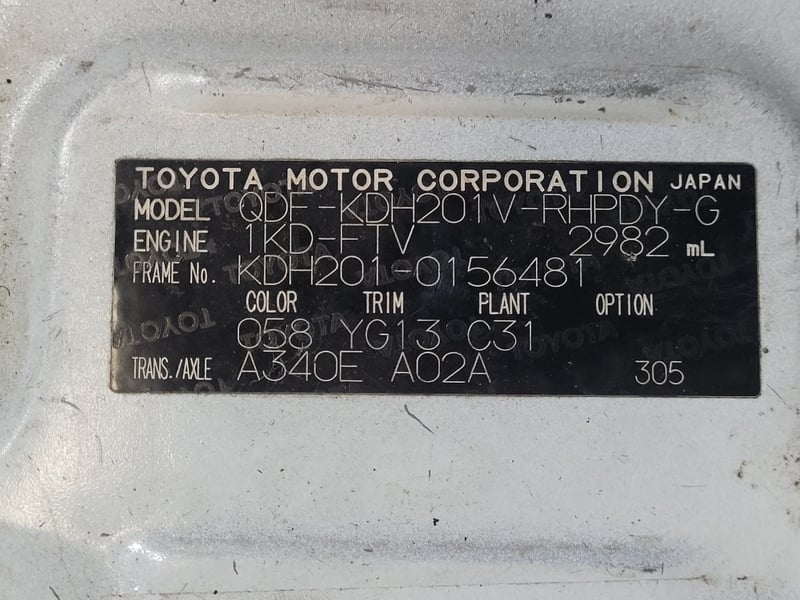 TOYOTA MOTOR CORPORATION JAPAN
MODEL QDF-KDH201V-RHPDY-G
ENGINE 1KD-FTV 2982 mL
FRAME No. KDH201-0156481
COLOR TRIM PLANT OPTION
058 YG13 C31
TRANS./AXLE A340E A02A 305